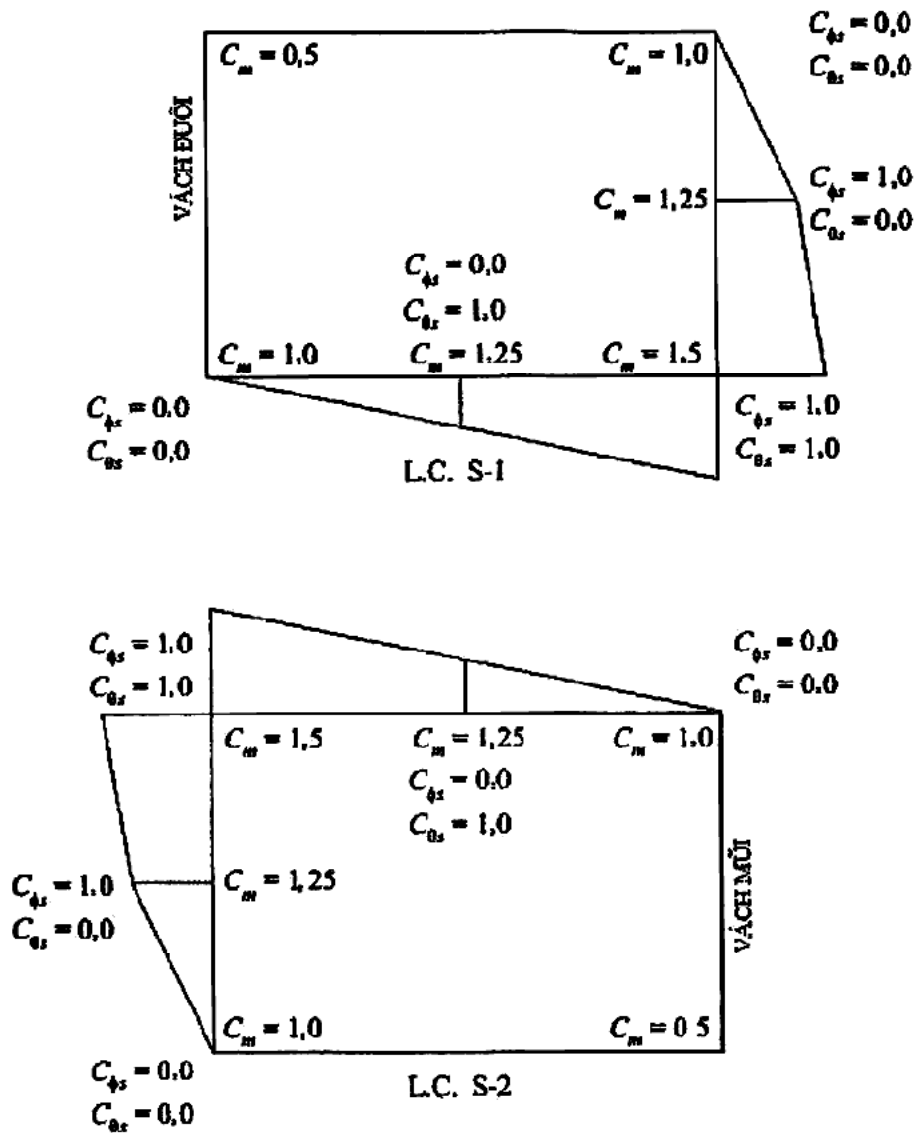 C_ϕs = 0,0
C_θs = 0,0
C_m = 0,5
C_m = 1,0
VÁCH ĐUÔI
C_ϕs = 1,0
C_θs = 0,0
C_m = 1,25
C_ϕs = 0,0
C_θs = 1,0
C_m = 1,0
C_m = 1,25
C_m = 1,5
C_ϕs = 0,0
C_θs = 0,0
C_ϕs = 1,0
C_θs = 1,0
L.C. S-1
C_ϕs = 1,0
C_θs = 1,0
C_ϕs = 0,0
C_θs = 0,0
C_m = 1,5
C_m = 1,25
C_m = 1,0
C_ϕs = 0,0
C_θs = 1,0
C_ϕs = 1,0
C_θs = 0,0
C_m = 1,25
VÁCH MŨI
C_m = 1,0
C_m = 0 5
C_ϕs = 0,0
C_θs = 0,0
L.C. S-2